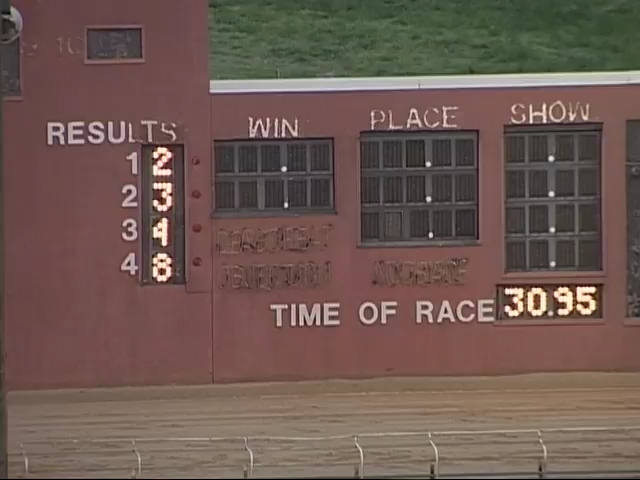 WIN PLACE SHOW
RESULTS
1 2
2 3
3 4
4 8
TIME OF RACE 30.95